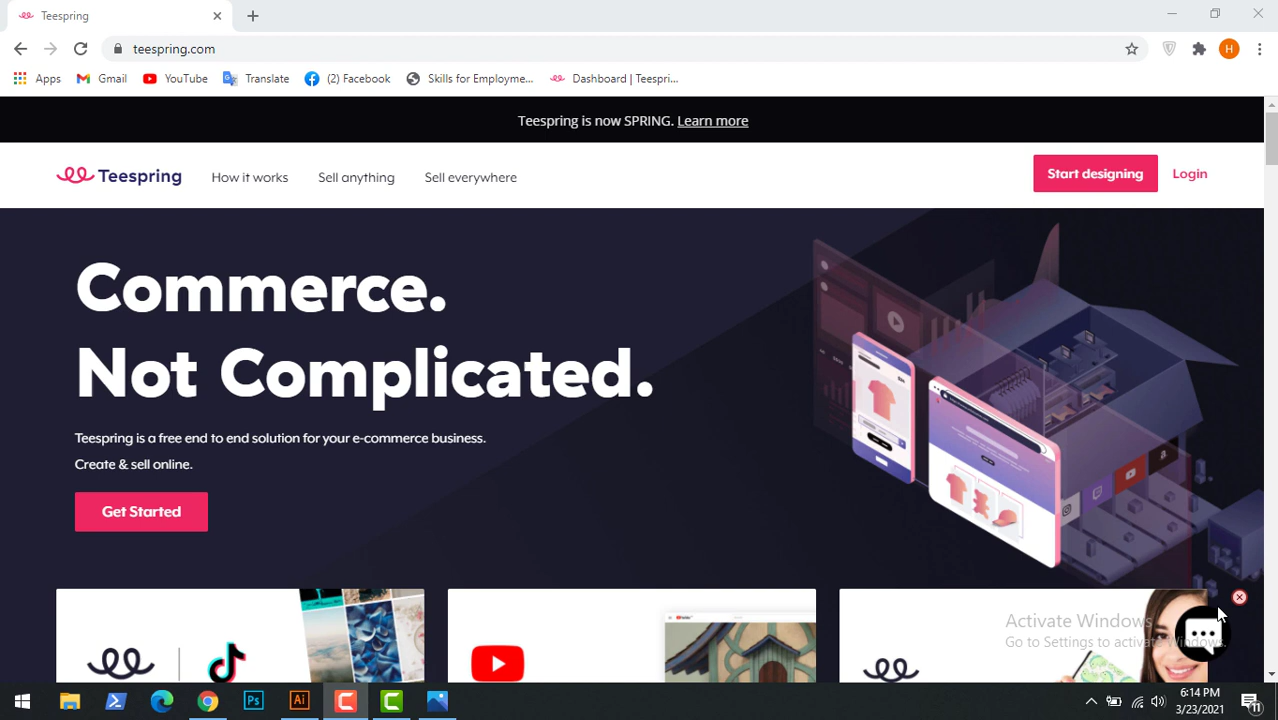 Teespring
teespring.com
H
Apps
Gmail
YouTube
Translate
(2) Facebook
Skills for Employme...
Dashboard | Teespri...
Teespring is now SPRING. Learn more
Teespring
How it works
Sell anything
Sell everywhere
Start designing
Login
Commerce.
Not Complicated.
Teespring is a free end to end solution for your e-commerce business.
Create & sell online.
Get Started
Activate Windows
Go to Settings to activate Windows.
Ps
Ai
6:14 PM
3/23/2021
11